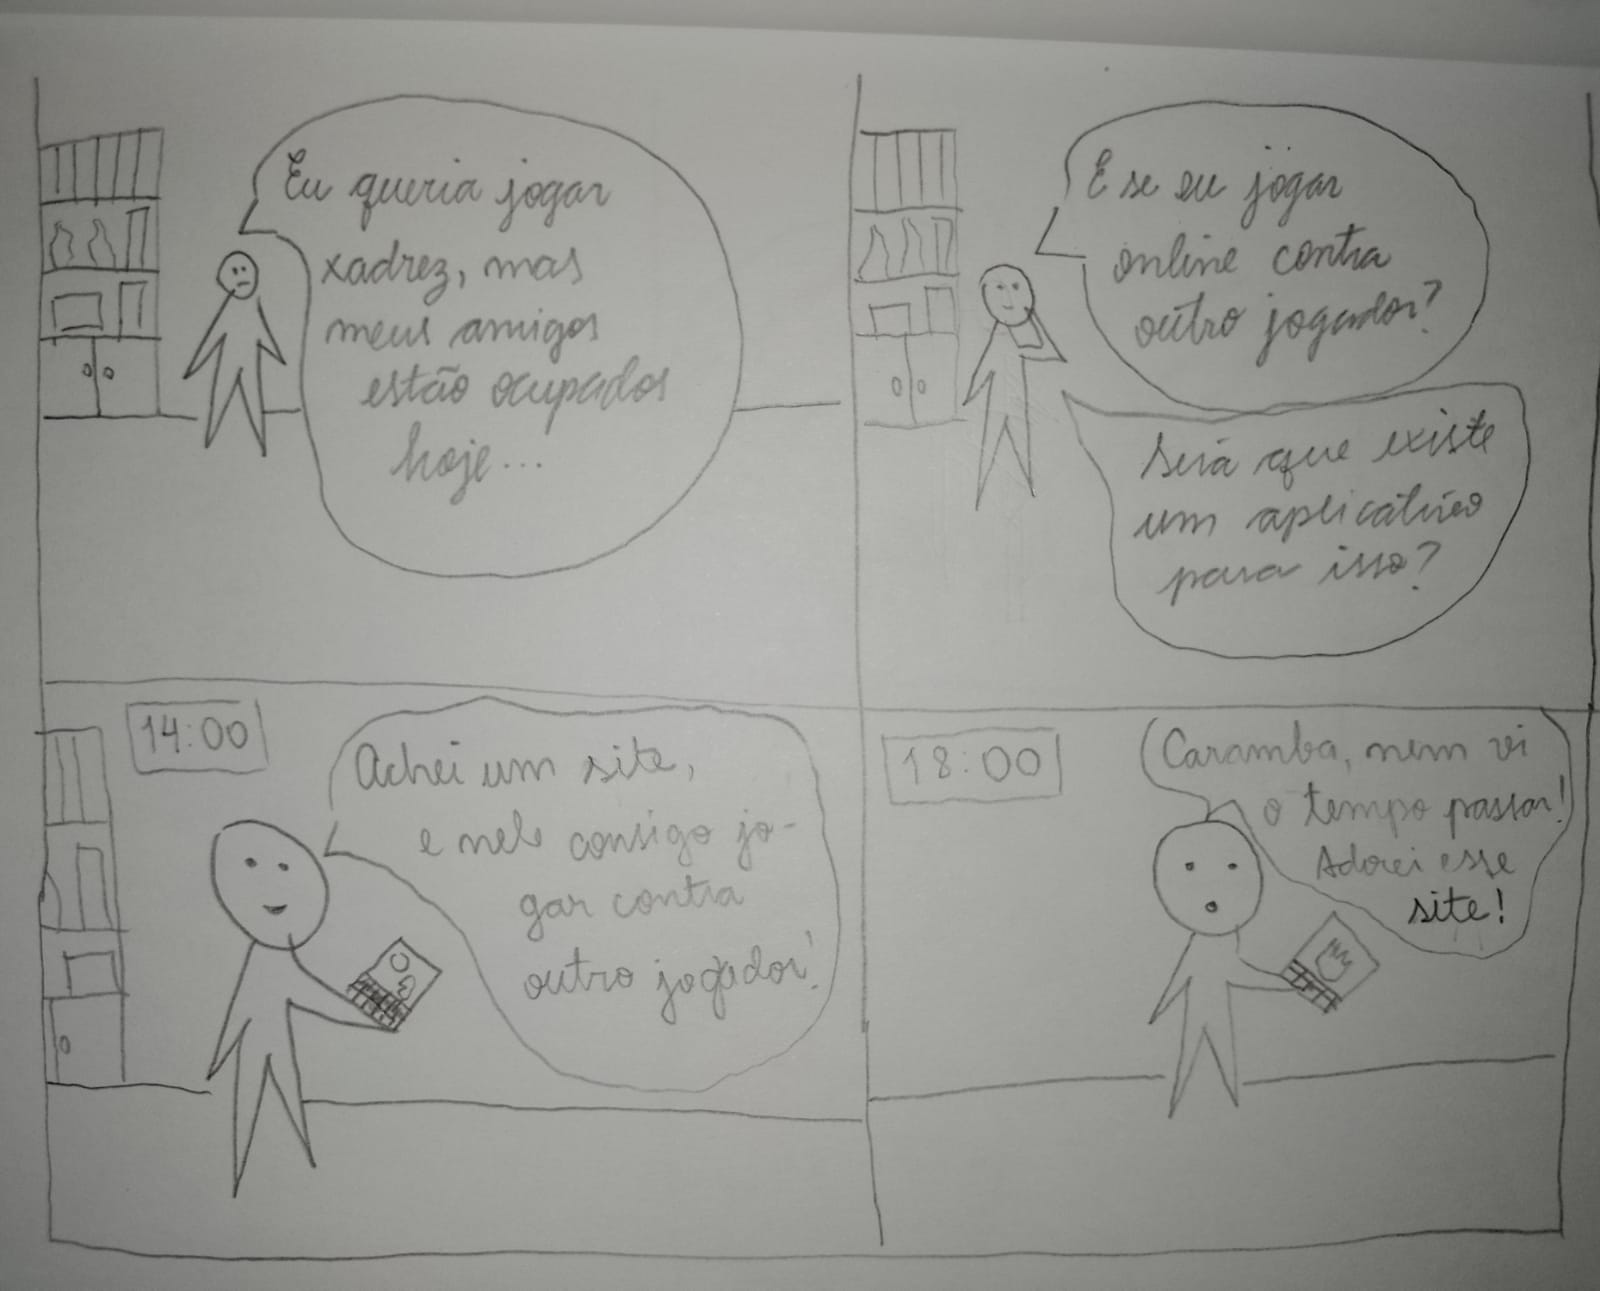 Eu queria jogar
xadrez, mas
meus amigos
estão ocupados
hoje...
E se eu jogar
online contra
outro jogador?
Será que existe
um aplicativo
para isso?
14:00
Achei um site,
e nele consigo jo-
gar contra
outro jogador!
18:00
Caramba, nem vi
o tempo passar!
Adorei esse
site!